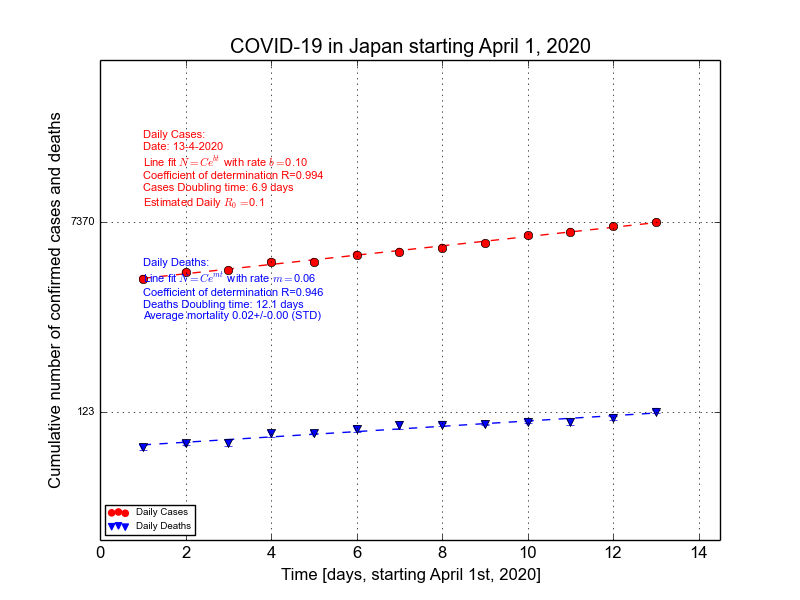 COVID-19 in Japan starting April 1, 2020
Cumulative number of confirmed cases and deaths
Daily Cases:
Date: 13-4-2020
Line fit Ṅ = Ce^{bt} with rate b =0.10
Coefficient of determination R=0.994
Cases Doubling time: 6.9 days
Estimated Daily R₀ =0.1
7370
Daily Deaths:
Line fit Ṅ = Ce^{mt} with rate m =0.06
Coefficient of determination R=0.946
Deaths Doubling time: 12.1 days
Average mortality 0.02+/-0.00 (STD)
123
Daily Cases
Daily Deaths
0 2 4 6 8 10 12 14
Time [days, starting April 1st, 2020]